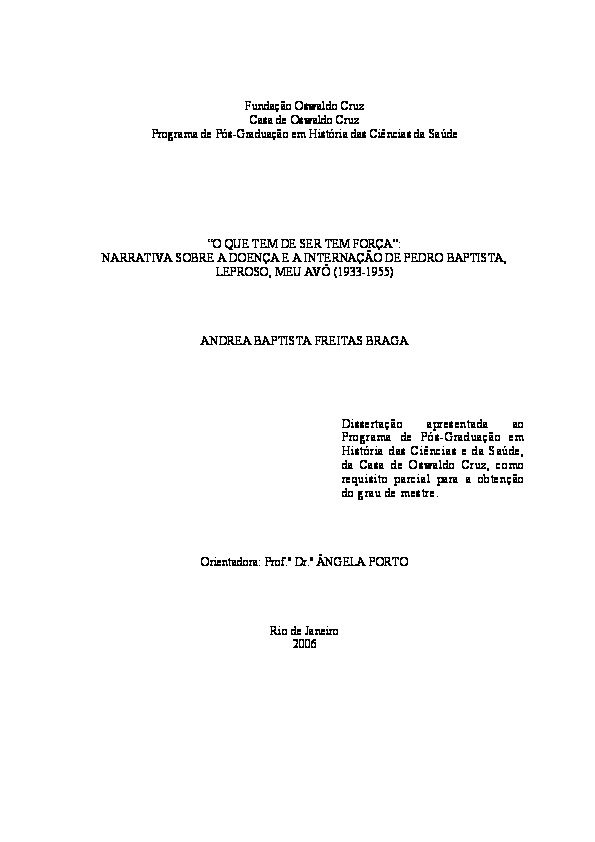 Fundação Oswaldo Cruz
Casa de Oswaldo Cruz
Programa de Pós-Graduação em História das Ciências da Saúde
"O QUE TEM DE SER TEM FORÇA":
NARRATIVA SOBRE A DOENÇA E A INTERNAÇÃO DE PEDRO BAPTISTA,
LEPROSO, MEU AVÔ (1933-1955)
ANDREA BAPTISTA FREITAS BRAGA
Dissertação apresentada ao
Programa de Pós-Graduação em
História das Ciências e da Saúde,
da Casa de Oswaldo Cruz, como
requisito parcial para a obtenção
do grau de mestre.
Orientadora: Prof.ª Dr.ª ÂNGELA PORTO
Rio de Janeiro
2006